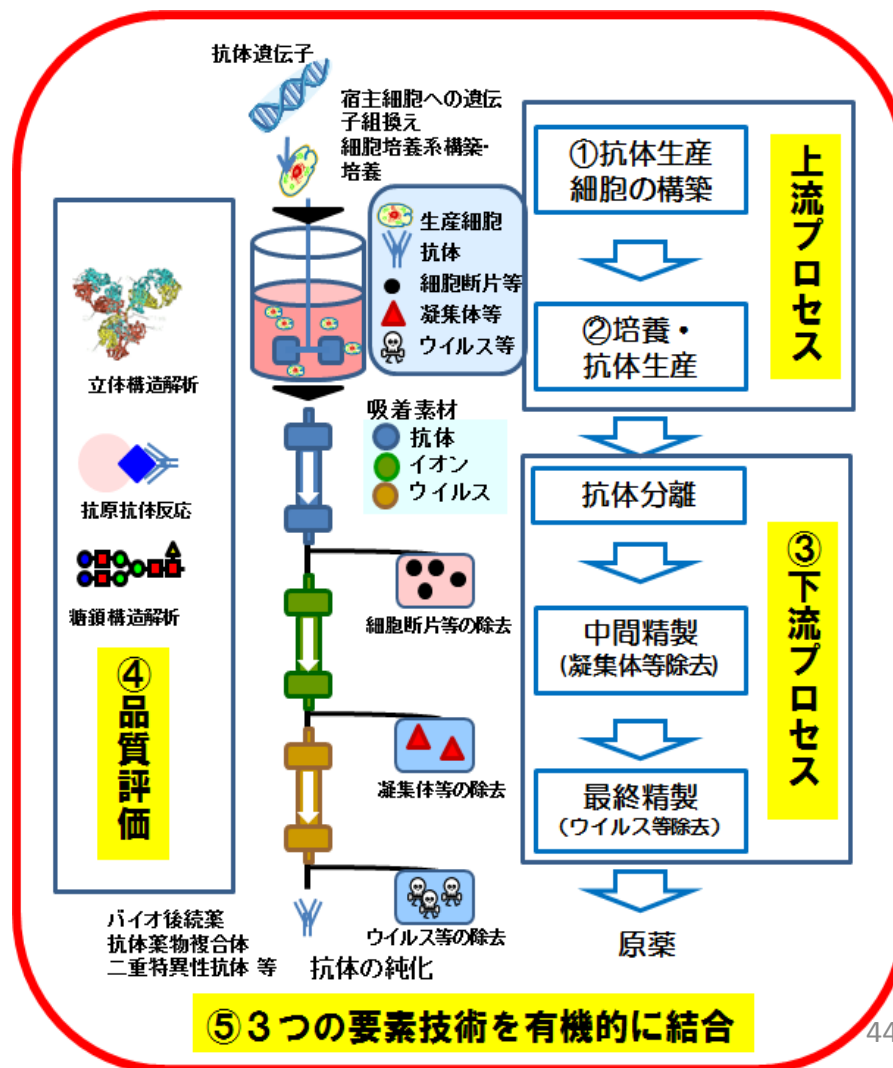 抗体遺伝子
宿主細胞への遺伝
子組換え
細胞培養系構築・
培養
生産細胞
抗体
細胞断片等
凝集体等
ウイルス等
①抗体生産
細胞の構築
②培養・
抗体生産
上流プロセス
立体構造解析
抗原抗体反応
糖鎖構造解析
④品質評価
吸着素材
抗体
イオン
ウイルス
細胞断片等の除去
凝集体等の除去
ウイルス等の除去
抗体の純化
抗体分離
中間精製
(凝集体等除去)
最終精製
(ウイルス等除去)
③下流プロセス
原薬
バイオ後続薬
抗体薬物複合体
二重特異性抗体 等
⑤3つの要素技術を有機的に結合
44